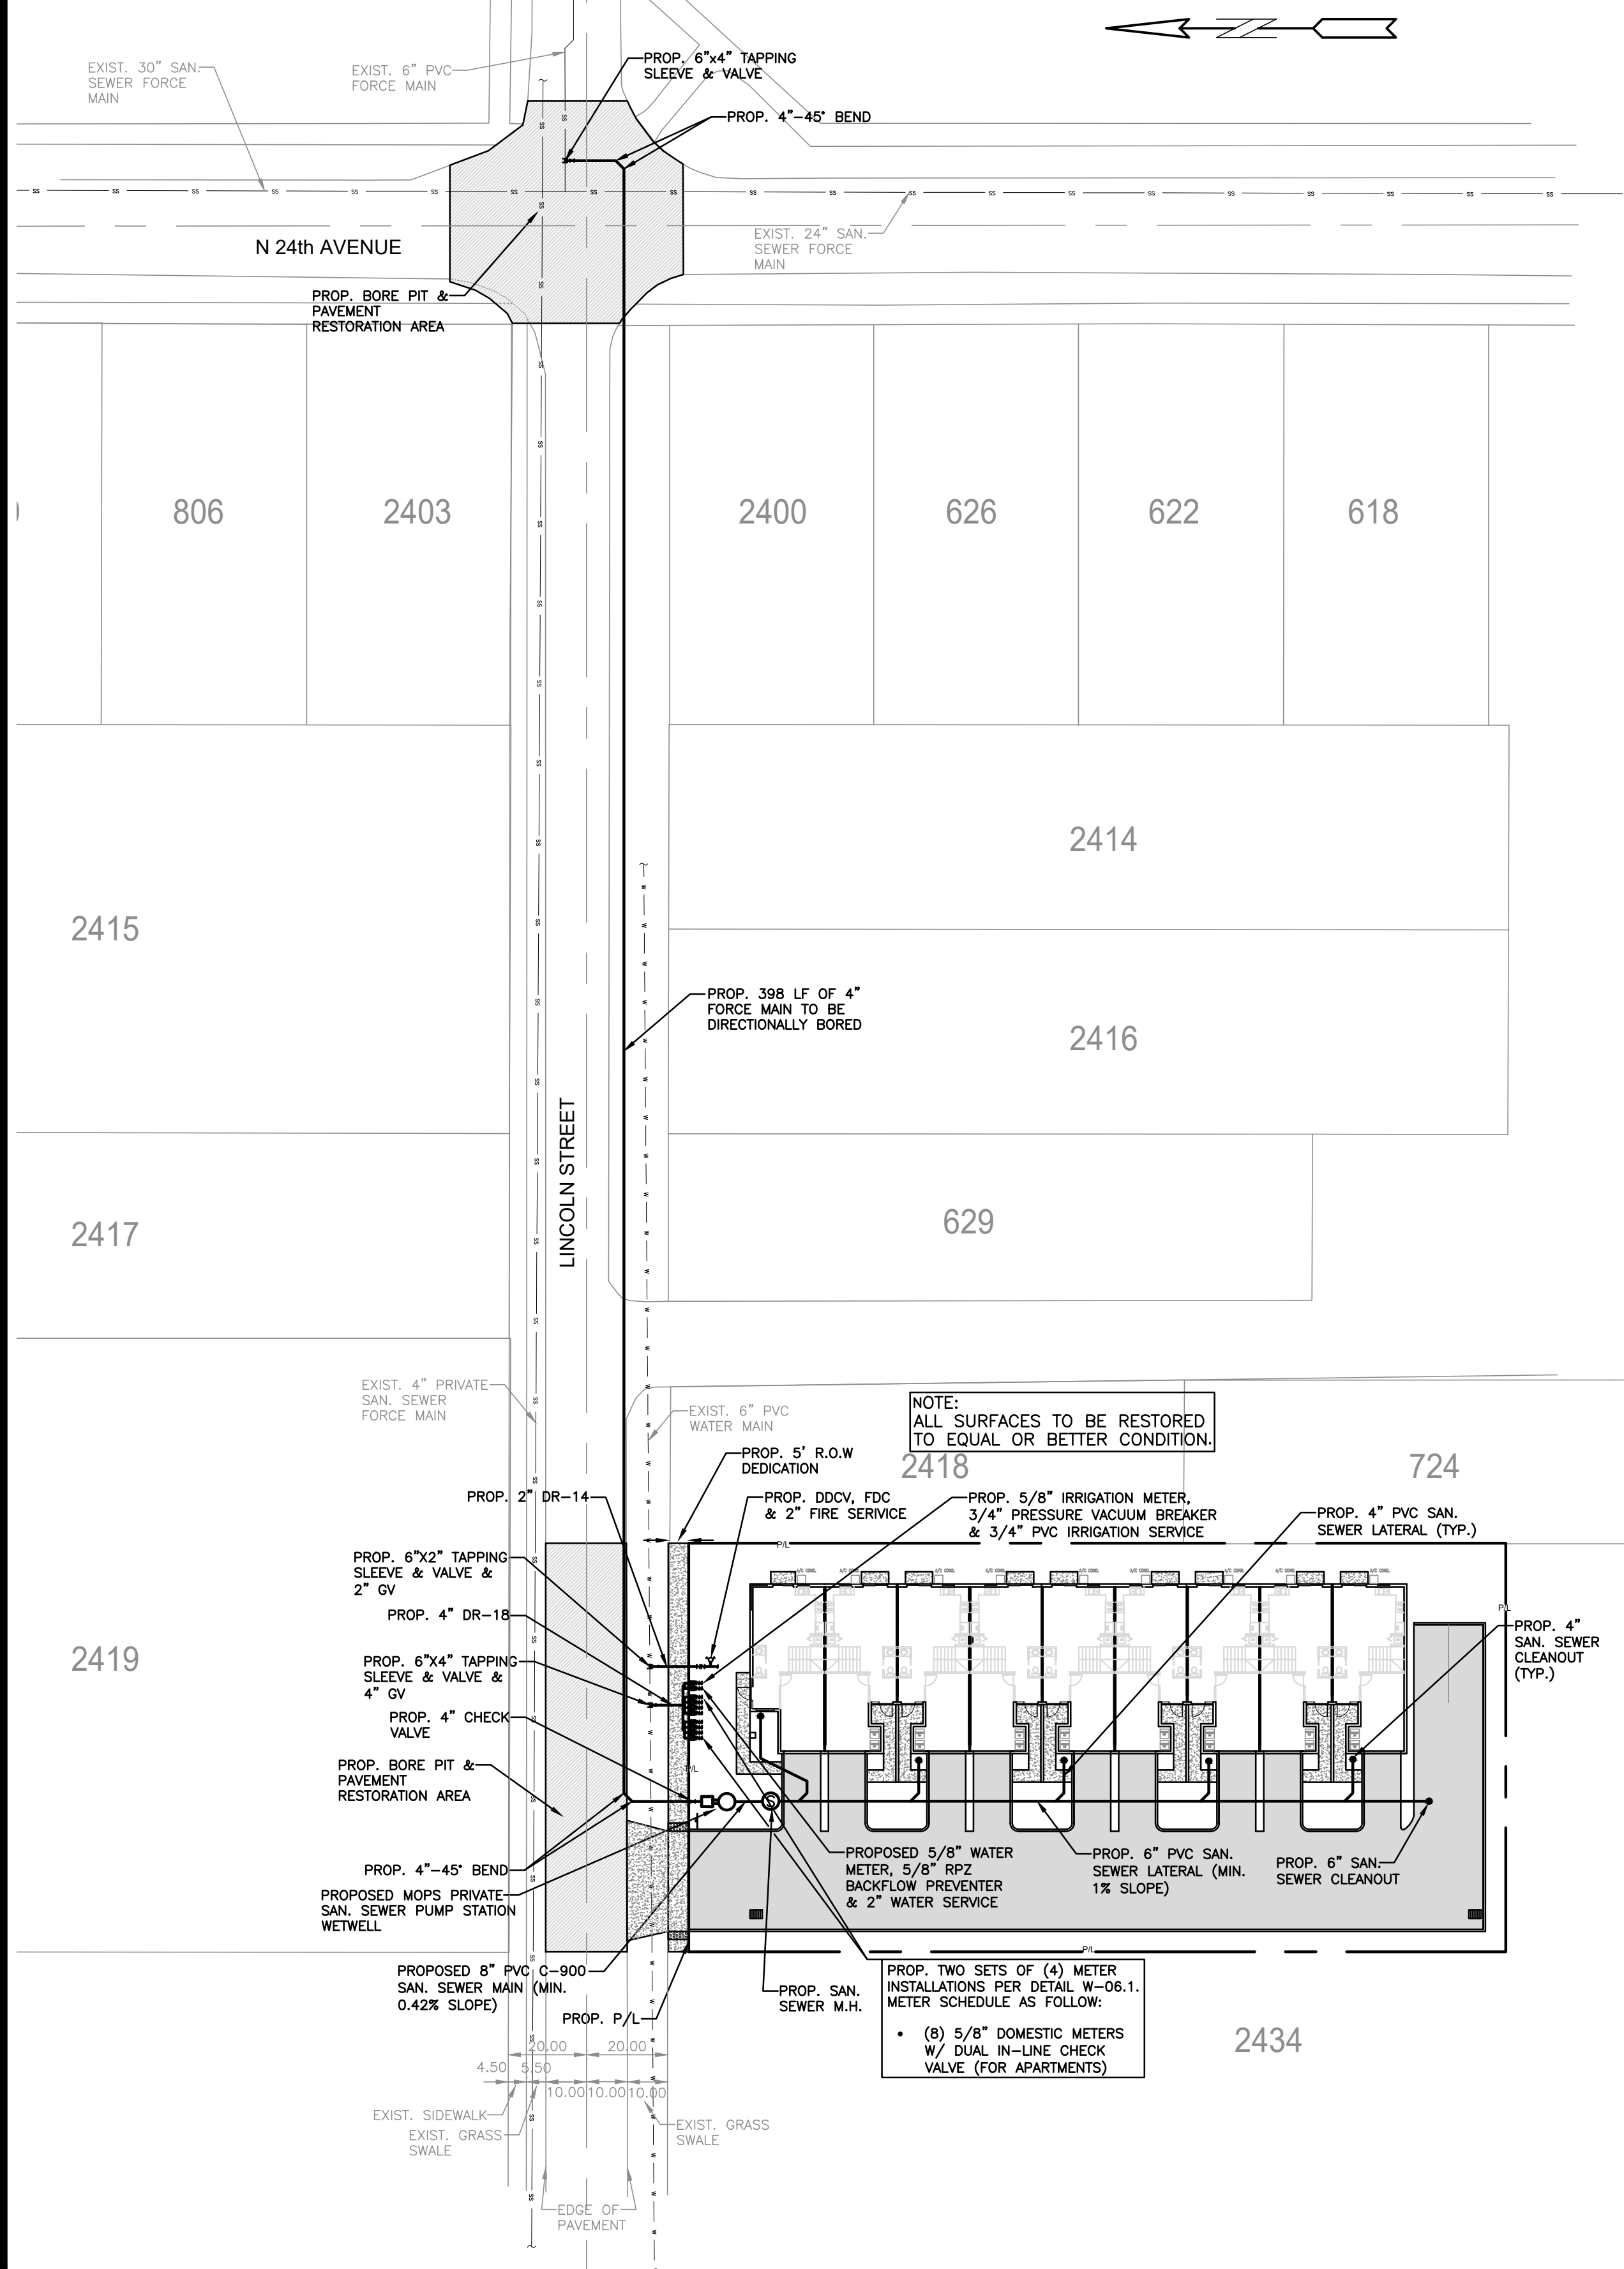 PROP. 6"x4" TAPPING
SLEEVE & VALVE
EXIST. 30" SAN.
SEWER FORCE
MAIN
EXIST. 6" PVC
FORCE MAIN
PROP. 4"-45° BEND
N 24th AVENUE
EXIST. 24" SAN.
SEWER FORCE
MAIN
PROP. BORE PIT &
PAVEMENT
RESTORATION AREA
806
2403
2400
626
622
618
2414
2415
PROP. 398 LF OF 4"
FORCE MAIN TO BE
DIRECTIONALLY BORED
2416
LINCOLN STREET
2417
629
EXIST. 4" PRIVATE
SAN. SEWER
FORCE MAIN
EXIST. 6" PVC
WATER MAIN
NOTE:
ALL SURFACES TO BE RESTORED
TO EQUAL OR BETTER CONDITION.
PROP. 5' R.O.W
DEDICATION
2418
724
PROP. 2" DR-14
PROP. DDCV, FDC
& 2" FIRE SERIVICE
PROP. 5/8" IRRIGATION METER,
3/4" PRESSURE VACUUM BREAKER
& 3/4" PVC IRRIGATION SERVICE
PROP. 4" PVC SAN.
SEWER LATERAL (TYP.)
P/L
PROP. 6"X2" TAPPING
SLEEVE & VALVE &
2" GV
A/C COND.
A/C COND.
A/C COND.
A/C COND.
A/C COND.
A/C COND.
A/C COND.
A/C COND.
P/L
PROP. 4" DR-18
PROP. 4"
SAN. SEWER
CLEANOUT
(TYP.)
2419
PROP. 6"X4" TAPPING
SLEEVE & VALVE &
4" GV
PROP. 4" CHECK
VALVE
PROP. BORE PIT &
PAVEMENT
RESTORATION AREA
P/L
S
PROP. 4"-45° BEND
PROPOSED 5/8" WATER
METER, 5/8" RPZ
BACKFLOW PREVENTER
& 2" WATER SERVICE
PROP. 6" PVC SAN.
SEWER LATERAL (MIN.
1% SLOPE)
PROP. 6" SAN.
SEWER CLEANOUT
PROPOSED MOPS PRIVATE
SAN. SEWER PUMP STATION
WETWELL
P/L
PROPOSED 8" PVC C-900
SAN. SEWER MAIN (MIN.
0.42% SLOPE)
PROP. SAN.
SEWER M.H.
PROP. TWO SETS OF (4) METER
INSTALLATIONS PER DETAIL W-06.1.
METER SCHEDULE AS FOLLOW:
• (8) 5/8" DOMESTIC METERS
W/ DUAL IN-LINE CHECK
VALVE (FOR APARTMENTS)
PROP. P/L
2434
20.00 20.00
4.50 5.50
10.00 10.00 10.00
EXIST. SIDEWALK
EXIST. GRASS
SWALE
EXIST. GRASS
SWALE
EDGE OF
PAVEMENT